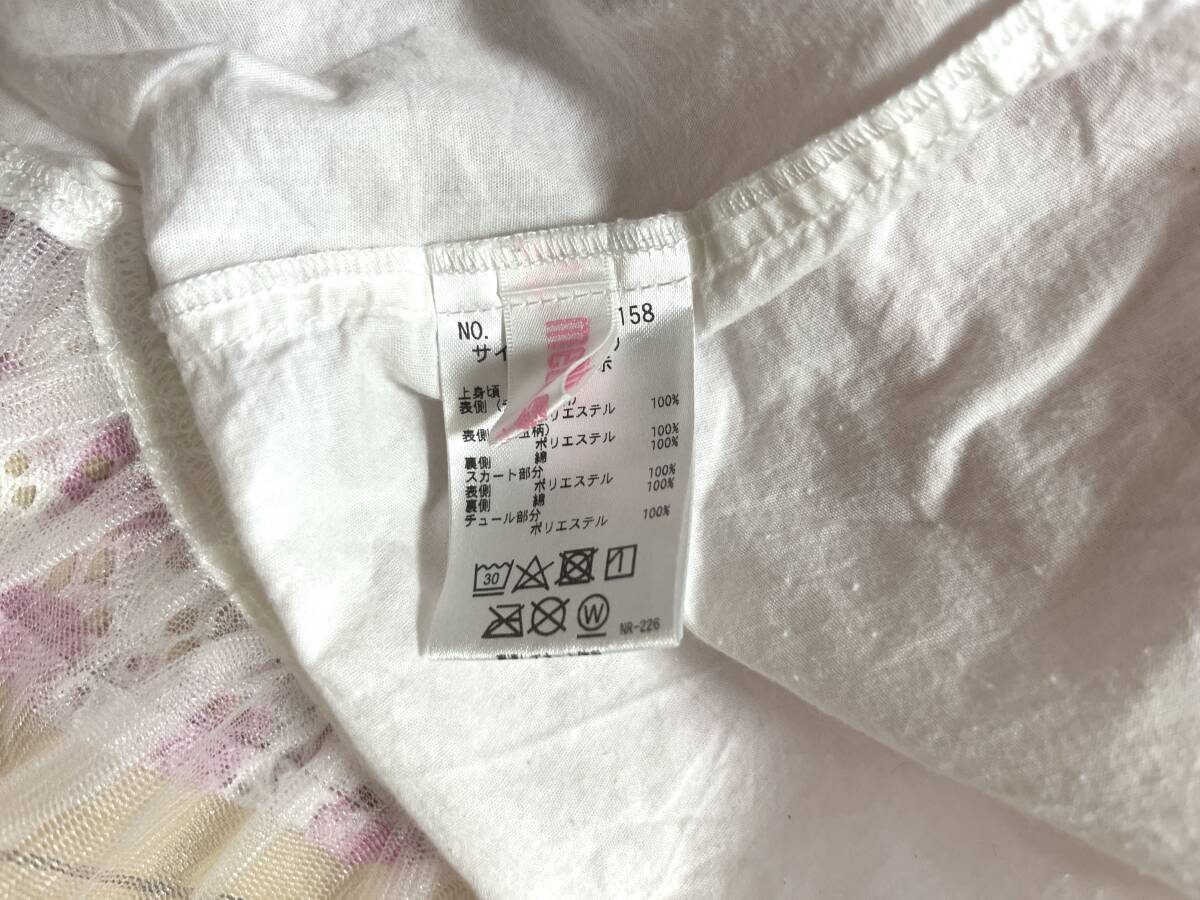 NO. 158
サイ
示
上身頃
表側
ポリエステル 100%
表側 玉柄)
ポリエステル 100%
裏側 綿 100%
スカート部分
表側 ポリエステル 100%
裏側 綿 100%
チュール部分
ポリエステル 100%
30
W
NR-226